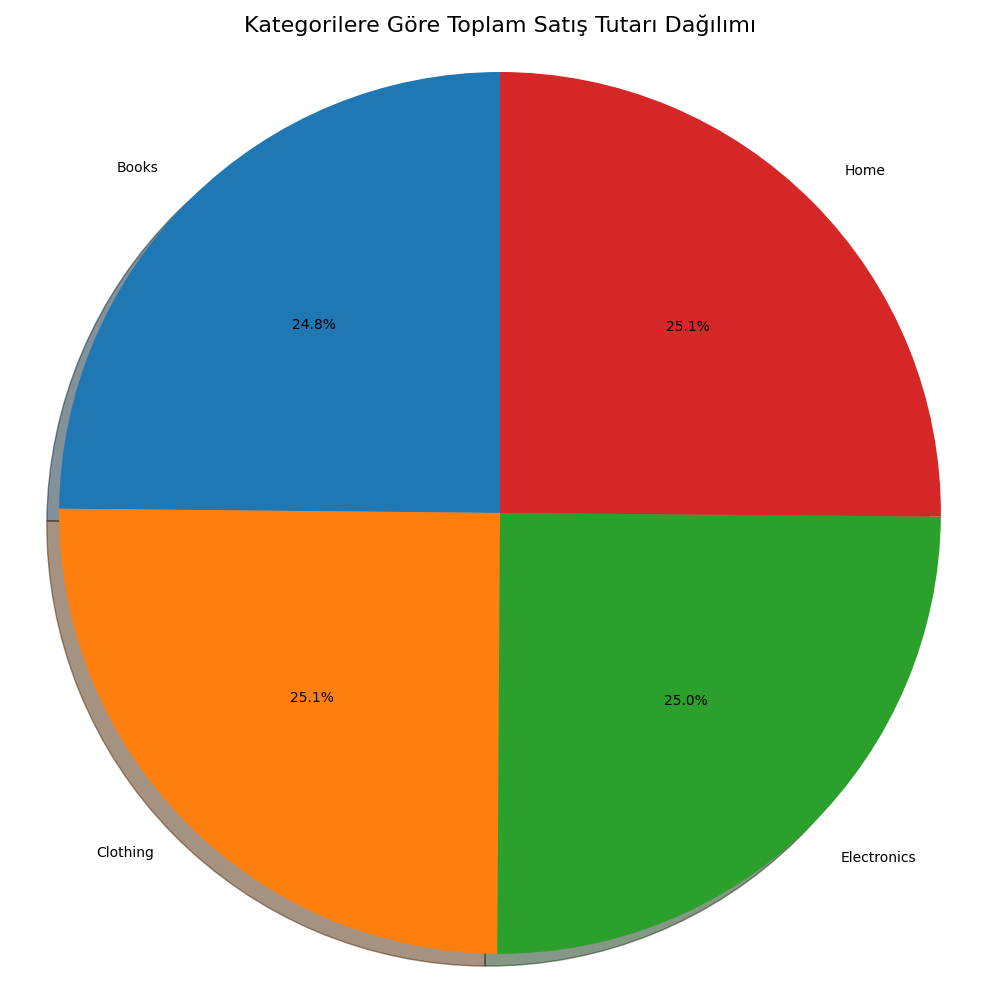 Kategorilere Göre Toplam Satış Tutarı Dağılımı
Books
Home
24.8%
25.1%
25.1%
25.0%
Clothing
Electronics